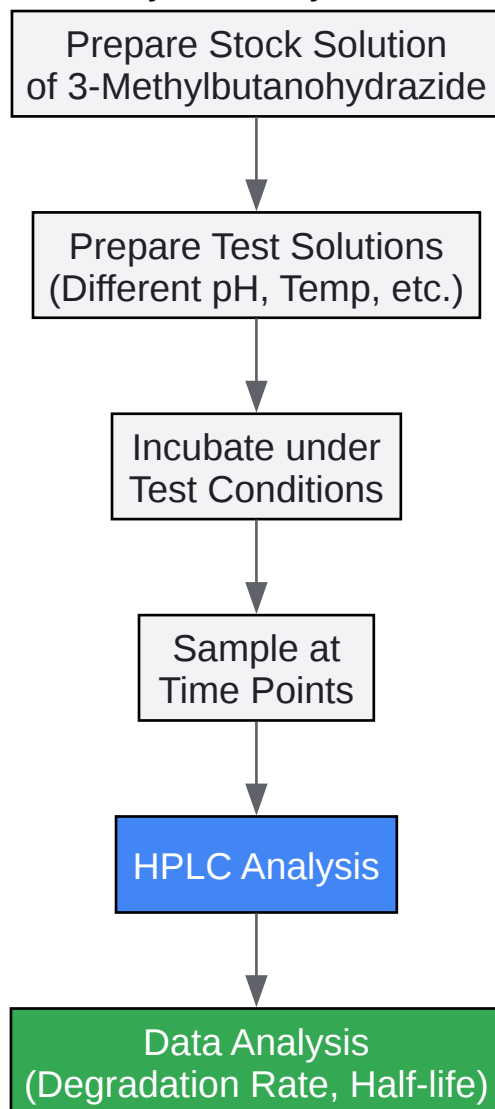 Prepare Stock Solution
of 3-Methylbutanohydrazide
Prepare Test Solutions
(Different pH, Temp, etc.)
Incubate under
Test Conditions
Sample at
Time Points
HPLC Analysis
Data Analysis
(Degradation Rate, Half-life)